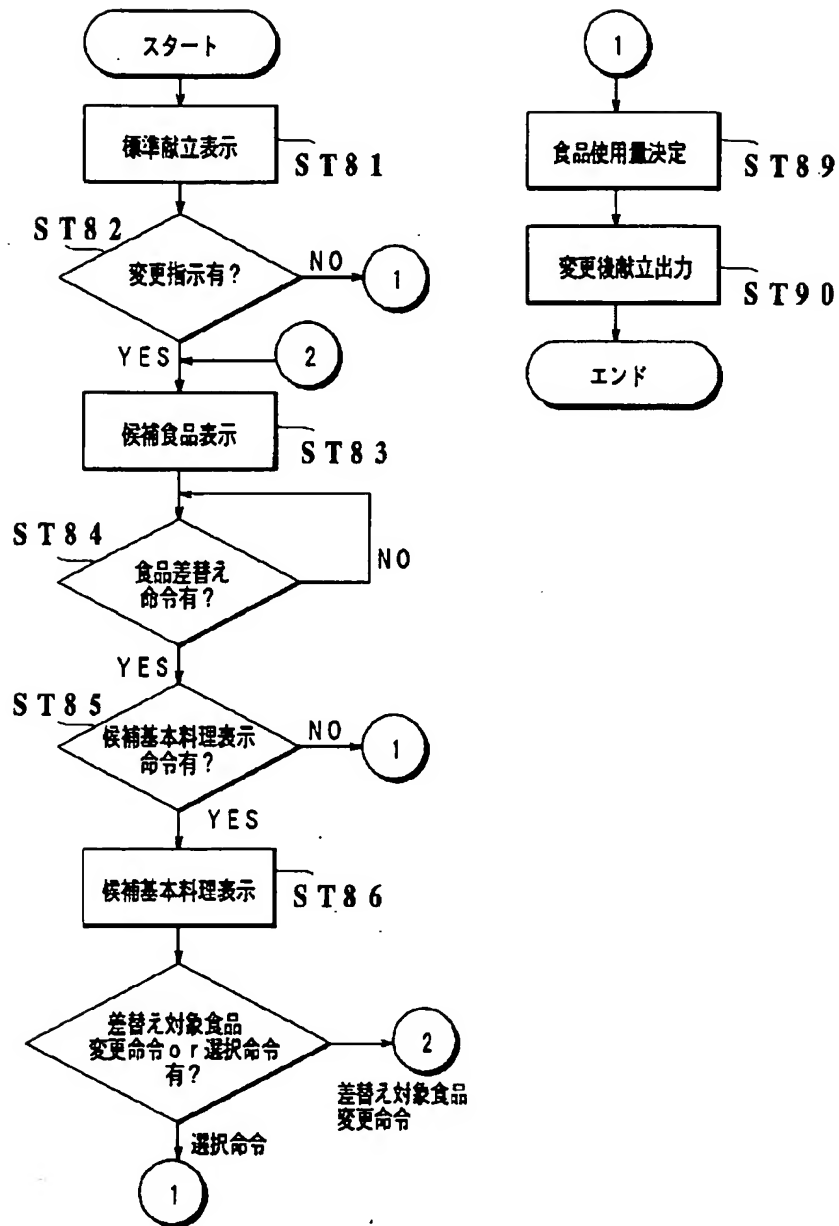 スタート
標準献立表示
ST81
ST82
変更指示有?
NO
1
YES
2
候補食品表示
ST83
ST84
食品差替え
命令有?
NO
YES
ST85
候補基本料理表示
命令有?
NO
1
YES
候補基本料理表示
ST86
差替え対象食品
変更命令or選択命令
有?
2
差替え対象食品
変更命令
選択命令
1
1
食品使用量決定
ST89
変更後献立出力
ST90
エンド